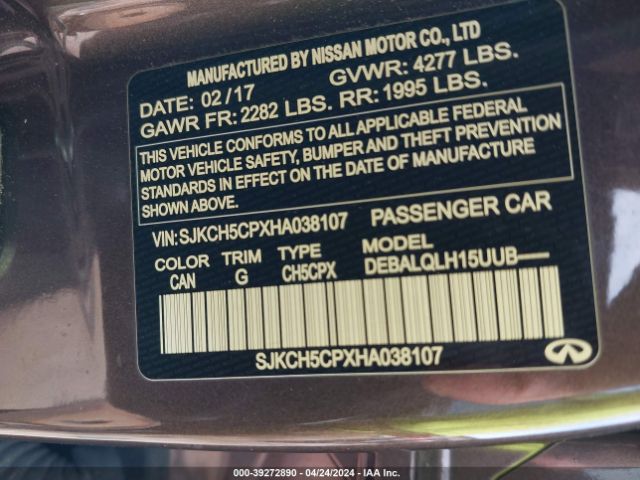 MANUFACTURED BY NISSAN MOTOR CO., LTD
DATE: 02/17 GVWR: 4277 LBS.
GAWR FR: 2282 LBS. RR: 1995 LBS.
THIS VEHICLE CONFORMS TO ALL APPLICABLE FEDERAL
MOTOR VEHICLE SAFETY, BUMPER AND THEFT PREVENTION
STANDARDS IN EFFECT ON THE DATE OF MANUFACTURE
SHOWN ABOVE.
VIN:SJKCH5CPXHA038107 PASSENGER CAR
COLOR TRIM TYPE MODEL
CAN G CH5CPX DEBALQLH15UUB——
SJKCH5CPXHA038107
000-39272890 - 04/24/2024 - IAA Inc.